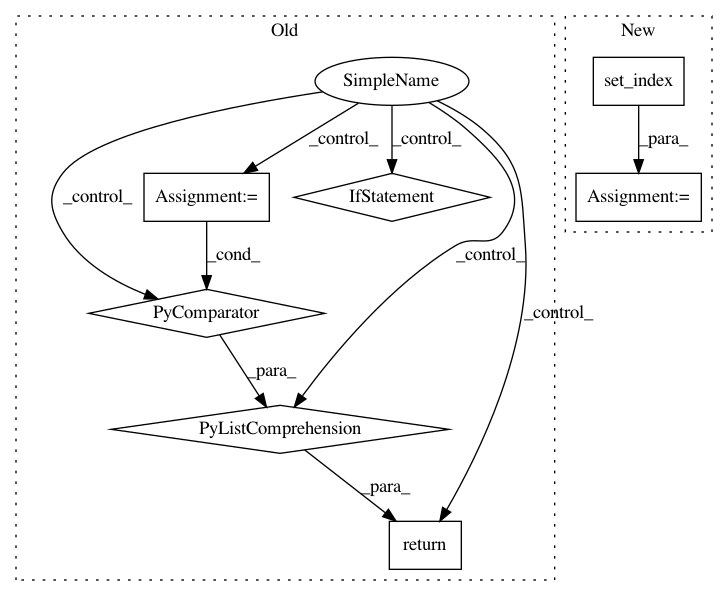 Old
New
SimpleName
set_index
_control_
_control_
_para_
_control_
Assignment:=
IfStatement
Assignment:=
_cond_
_control_
_control_
PyComparator
_para_
PyListComprehension
_para_
return